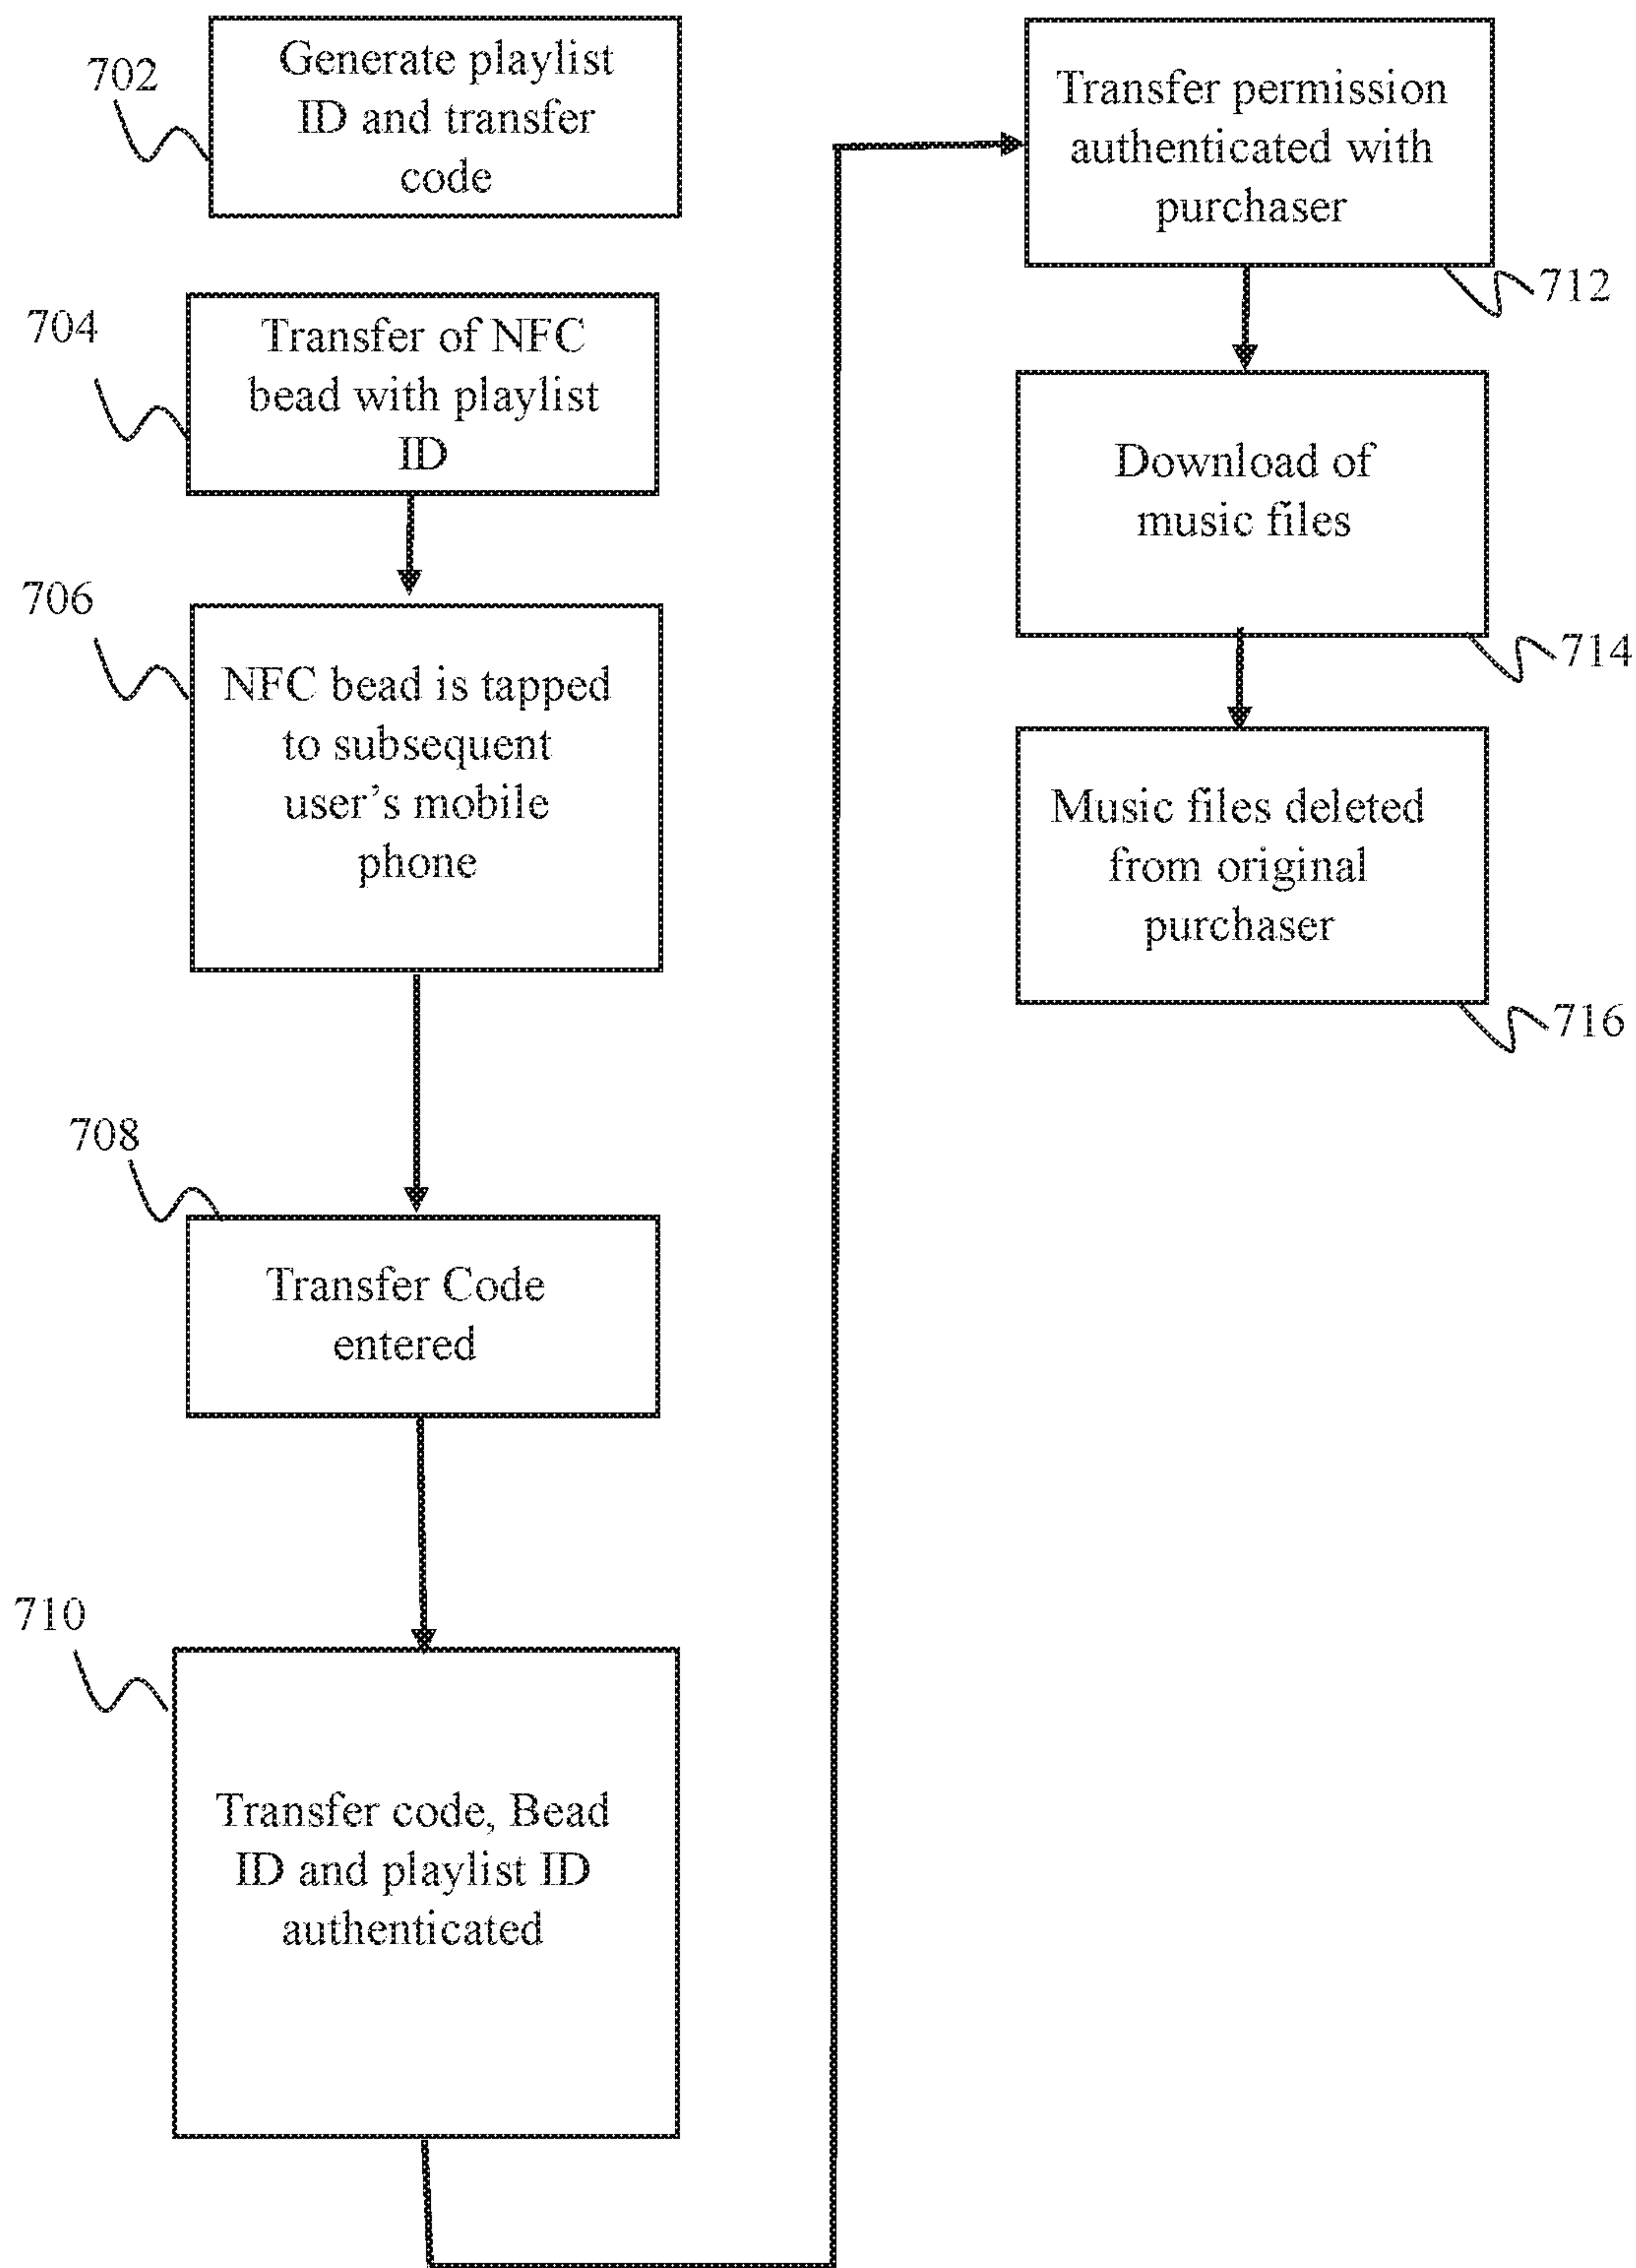 702
Generate playlist
ID and transfer
code
704
Transfer of NFC
bead with playlist
ID
706
NFC bead is tapped
to subsequent
user's mobile
phone
708
Transfer Code
entered
710
Transfer code, Bead
ID and playlist ID
authenticated
Transfer permission
authenticated with
purchaser
712
Download of
music files
714
Music files deleted
from original
purchaser
716